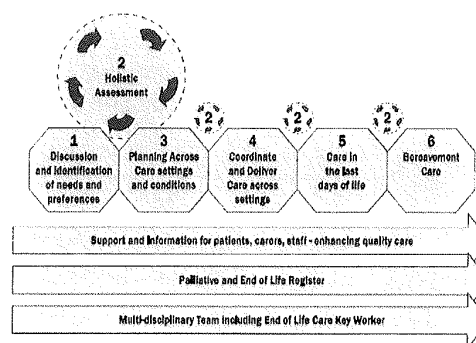 2
Holistic
Assessment
2
2
2
1
Discussion
and identification
of needs and
preferences
3
Planning Across
Care settings
and conditions
4
Coordinate
and Deliver
Care across
settings
5
Care in
the last
days of life
6
Bereavement
Care
Support and information for patients, carers, staff - enhancing quality care
Palliative and End of Life Register
Multi-disciplinary Team including End of Life Care Key Worker